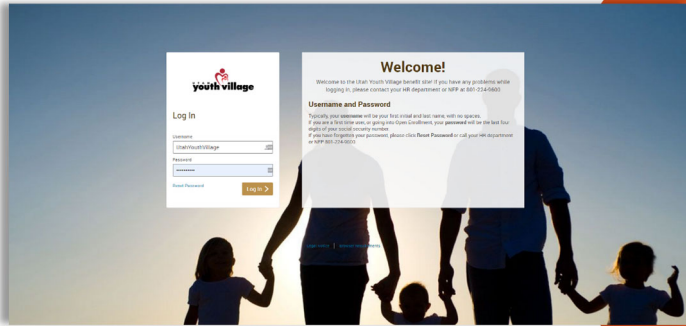 UTAH
youth village
Log In
Username
UtahYouthVillage
Password
Reset Password
Log In
Welcome!
Welcome to the Utah Youth Village benefit site! If you have any problems while
logging in, please contact your HR department or NFP at 801-224-0600.
Username and Password
Typically, your username will be your first initial and last name, with no spaces.
If you are a first time user, or going into Open Enrollment, your password will be the last four
digits of your social security number.
If you have forgotten your password, please click Reset Password or call your HR department
or NFP 801-224-0600.